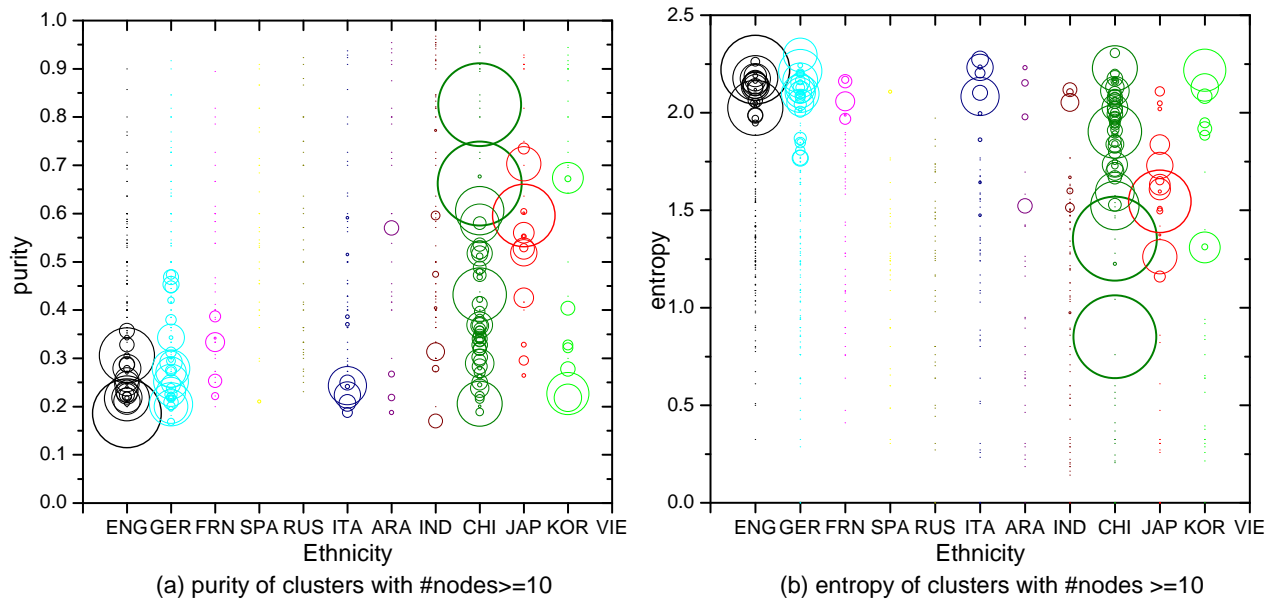 1.0
0.9
0.8
0.7
0.6
0.5
0.4
0.3
0.2
0.1
0.0
purity
ENG GER FRN SPA RUS ITA ARA IND CHI JAP KOR VIE
Ethnicity
(a) purity of clusters with #nodes>=10
2.5
2.0
1.5
1.0
0.5
0.0
entropy
ENG GER FRN SPA RUS ITA ARA IND CHI JAP KOR VIE
Ethnicity
(b) entropy of clusters with #nodes >=10